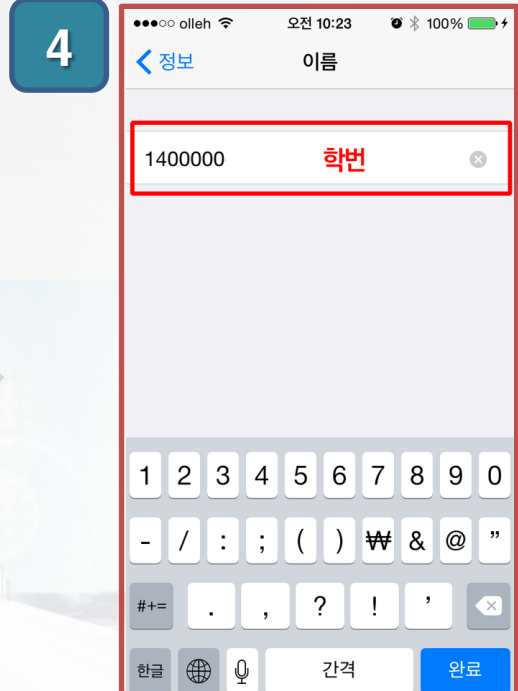 4
olleh 오전 10:23 100%
정보 이름
1400000 학번
1 2 3 4 5 6 7 8 9 0
- / : ; ( ) ₩ & @ ”
#+= . , ? ! ’
한글 간격 완료